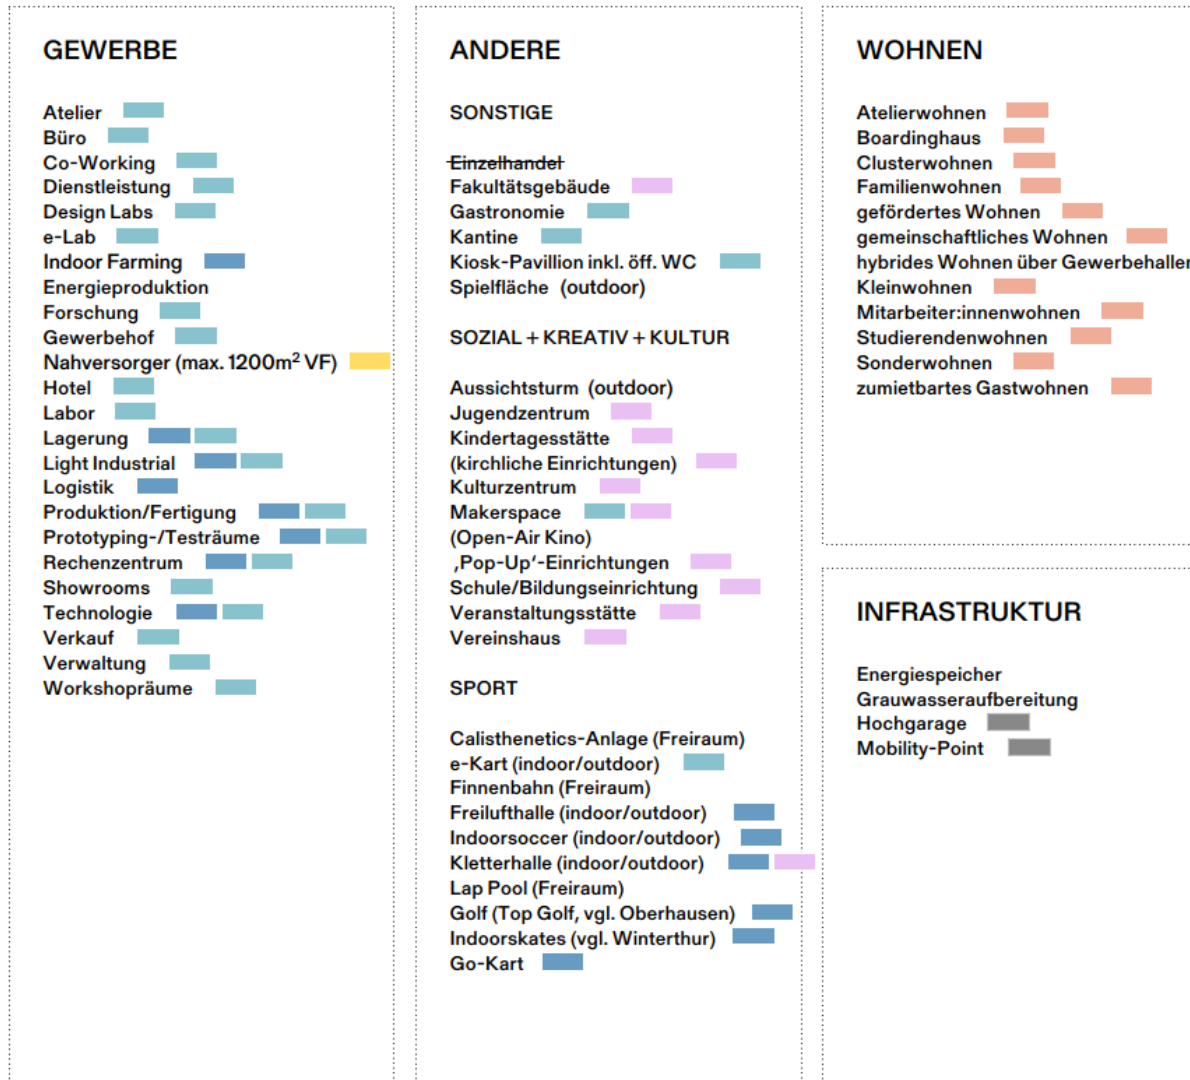 GEWERBE
Atelier
Büro
Co-Working
Dienstleistung
Design Labs
e-Lab
Indoor Farming
Energieproduktion
Forschung
Gewerbehof
Nahversorger (max. 1200m² VF)
Hotel
Labor
Lagerung
Light Industrial
Logistik
Produktion/Fertigung
Prototyping-/Testräume
Rechenzentrum
Showrooms
Technologie
Verkauf
Verwaltung
Workshopräume
ANDERE
SONSTIGE
Einzelhandel
Fakultätsgebäude
Gastronomie
Kantine
Kiosk-Pavillion inkl. öff. WC
Spielfläche (outdoor)
SOZIAL + KREATIV + KULTUR
Aussichtsturm (outdoor)
Jugendzentrum
Kindertagesstätte
(kirchliche Einrichtungen)
Kulturzentrum
Makerspace
(Open-Air Kino)
‚Pop-Up‘-Einrichtungen
Schule/Bildungseinrichtung
Veranstaltungsstätte
Vereinshaus
SPORT
Calisthenetics-Anlage (Freiraum)
e-Kart (indoor/outdoor)
Finnenbahn (Freiraum)
Freilufthalle (indoor/outdoor)
Indoorsoccer (indoor/outdoor)
Kletterhalle (indoor/outdoor)
Lap Pool (Freiraum)
Golf (Top Golf, vgl. Oberhausen)
Indoorskates (vgl. Winterthur)
Go-Kart
WOHNEN
Atelierwohnen
Boardinghaus
Clusterwohnen
Familienwohnen
gefördertes Wohnen
gemeinschaftliches Wohnen
hybrides Wohnen über Gewerbehallen
Kleinwohnen
Mitarbeiter:innenwohnen
Studierendenwohnen
Sonderwohnen
zumietbartes Gastwohnen
INFRASTRUKTUR
Energiespeicher
Grauwasseraufbereitung
Hochgarage
Mobility-Point